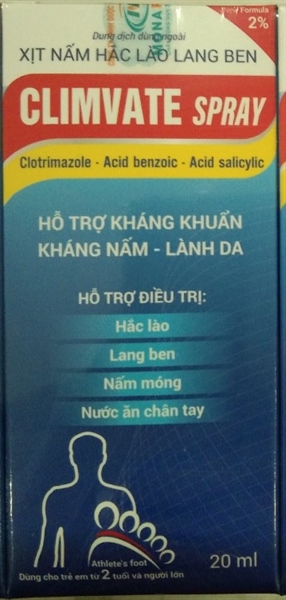 Dung dịch dùng ngoài
Formula
2%
XỊT NẤM HẮC LÀO LANG BEN
CLIMVATE SPRAY
Clotrimazole - Acid benzoic - Acid salicylic
HỖ TRỢ KHÁNG KHUẨN
KHÁNG NẤM - LÀNH DA
HỖ TRỢ ĐIỀU TRỊ:
Hắc lào
Lang ben
Nấm móng
Nước ăn chân tay
Athlete's foot
Dùng cho trẻ em từ 2 tuổi và người lớn
20 ml